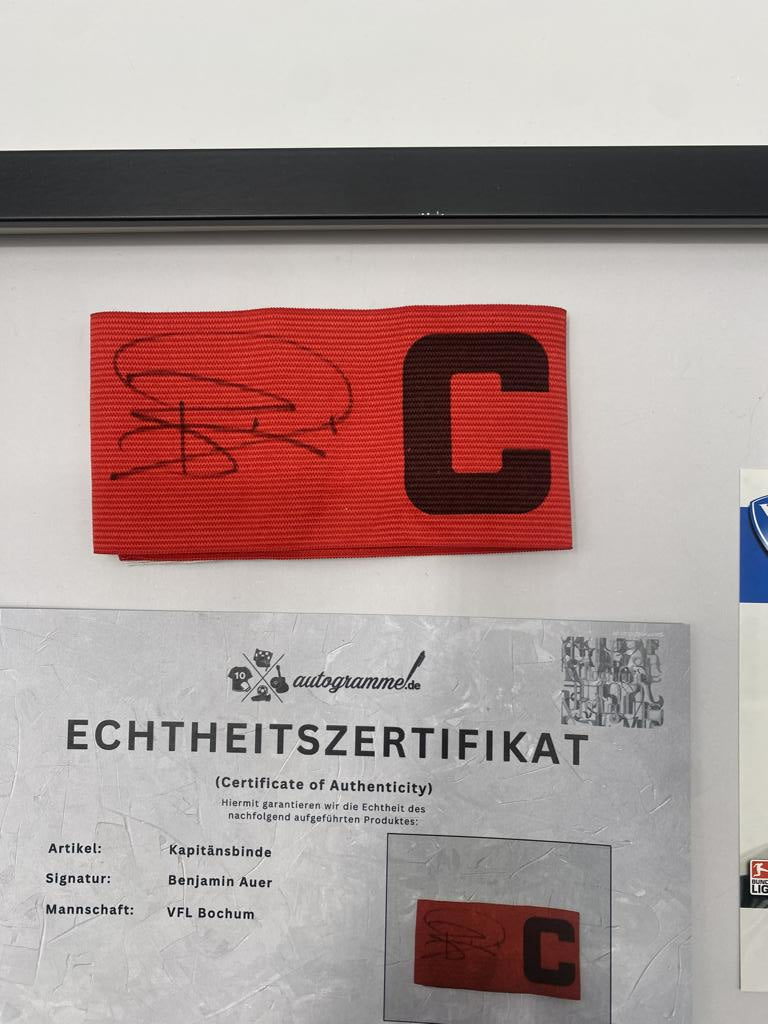 C
10
autogramme.de
ECHTHEITSZERTIFIKAT
(Certificate of Authenticity)
Hiermit garantieren wir die Echtheit des
nachfolgend aufgeführten Produktes:
Artikel: Kapitänsbinde
Signatur: Benjamin Auer
Mannschaft: VFL Bochum
C